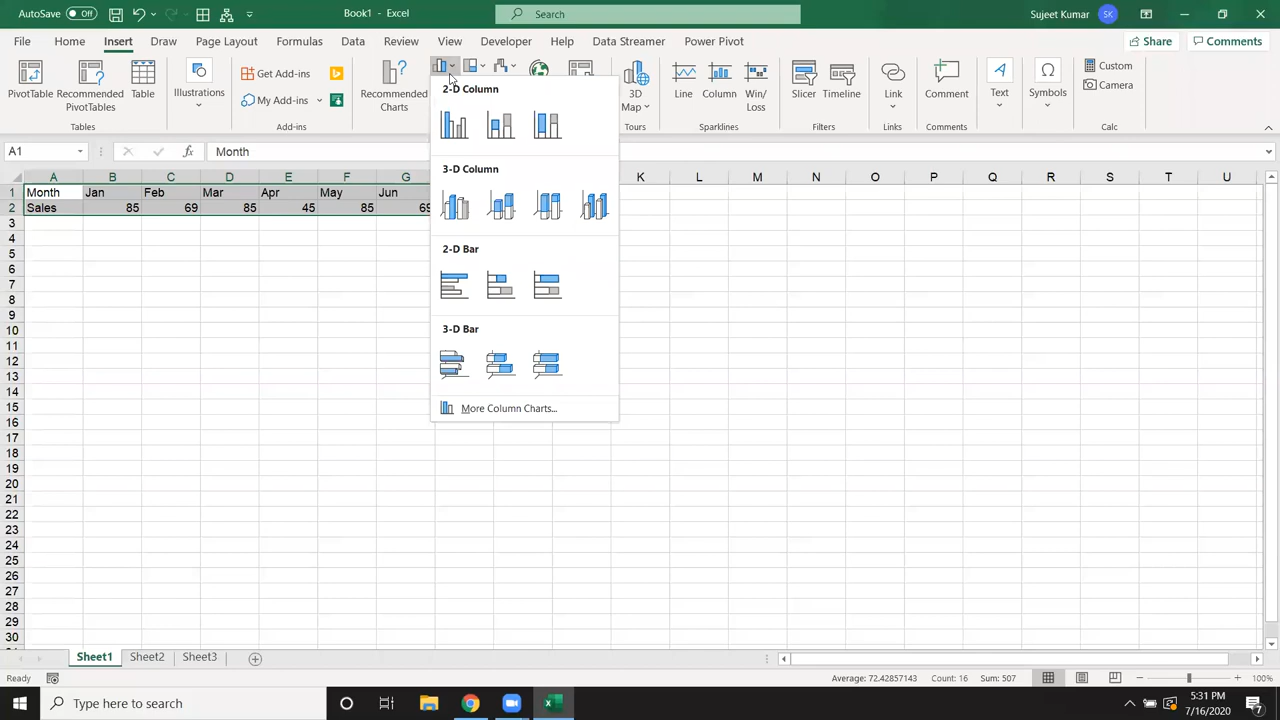 AutoSave Off Book1 - Excel Search Sujeet Kumar SK
File Home Insert Draw Page Layout Formulas Data Review View Developer Help Data Streamer Power Pivot Share Comments
PivotTable Recommended PivotTables Table Get Add-ins My Add-ins Illustrations Recommended Charts 3D Map Line Column Win/Loss Slicer Timeline Link Comment Text Symbols Custom Camera
Tables Add-ins Tours Sparklines Filters Links Comments Calc
A1 fx Month
2-D Column
3-D Column
2-D Bar
3-D Bar
More Column Charts...
A B C D E F G K L M N O P Q R S T U
1 Month Jan Feb Mar Apr May Jun
2 Sales 85 69 85 45 85 69
3
4
5
6
7
8
9
10
11
12
13
14
15
16
17
18
19
20
21
22
23
24
25
26
27
28
29
30
Sheet1 Sheet2 Sheet3
Ready Average: 72.42857143 Count: 16 Sum: 507 100%
Type here to search 5:31 PM
7/16/2020 7